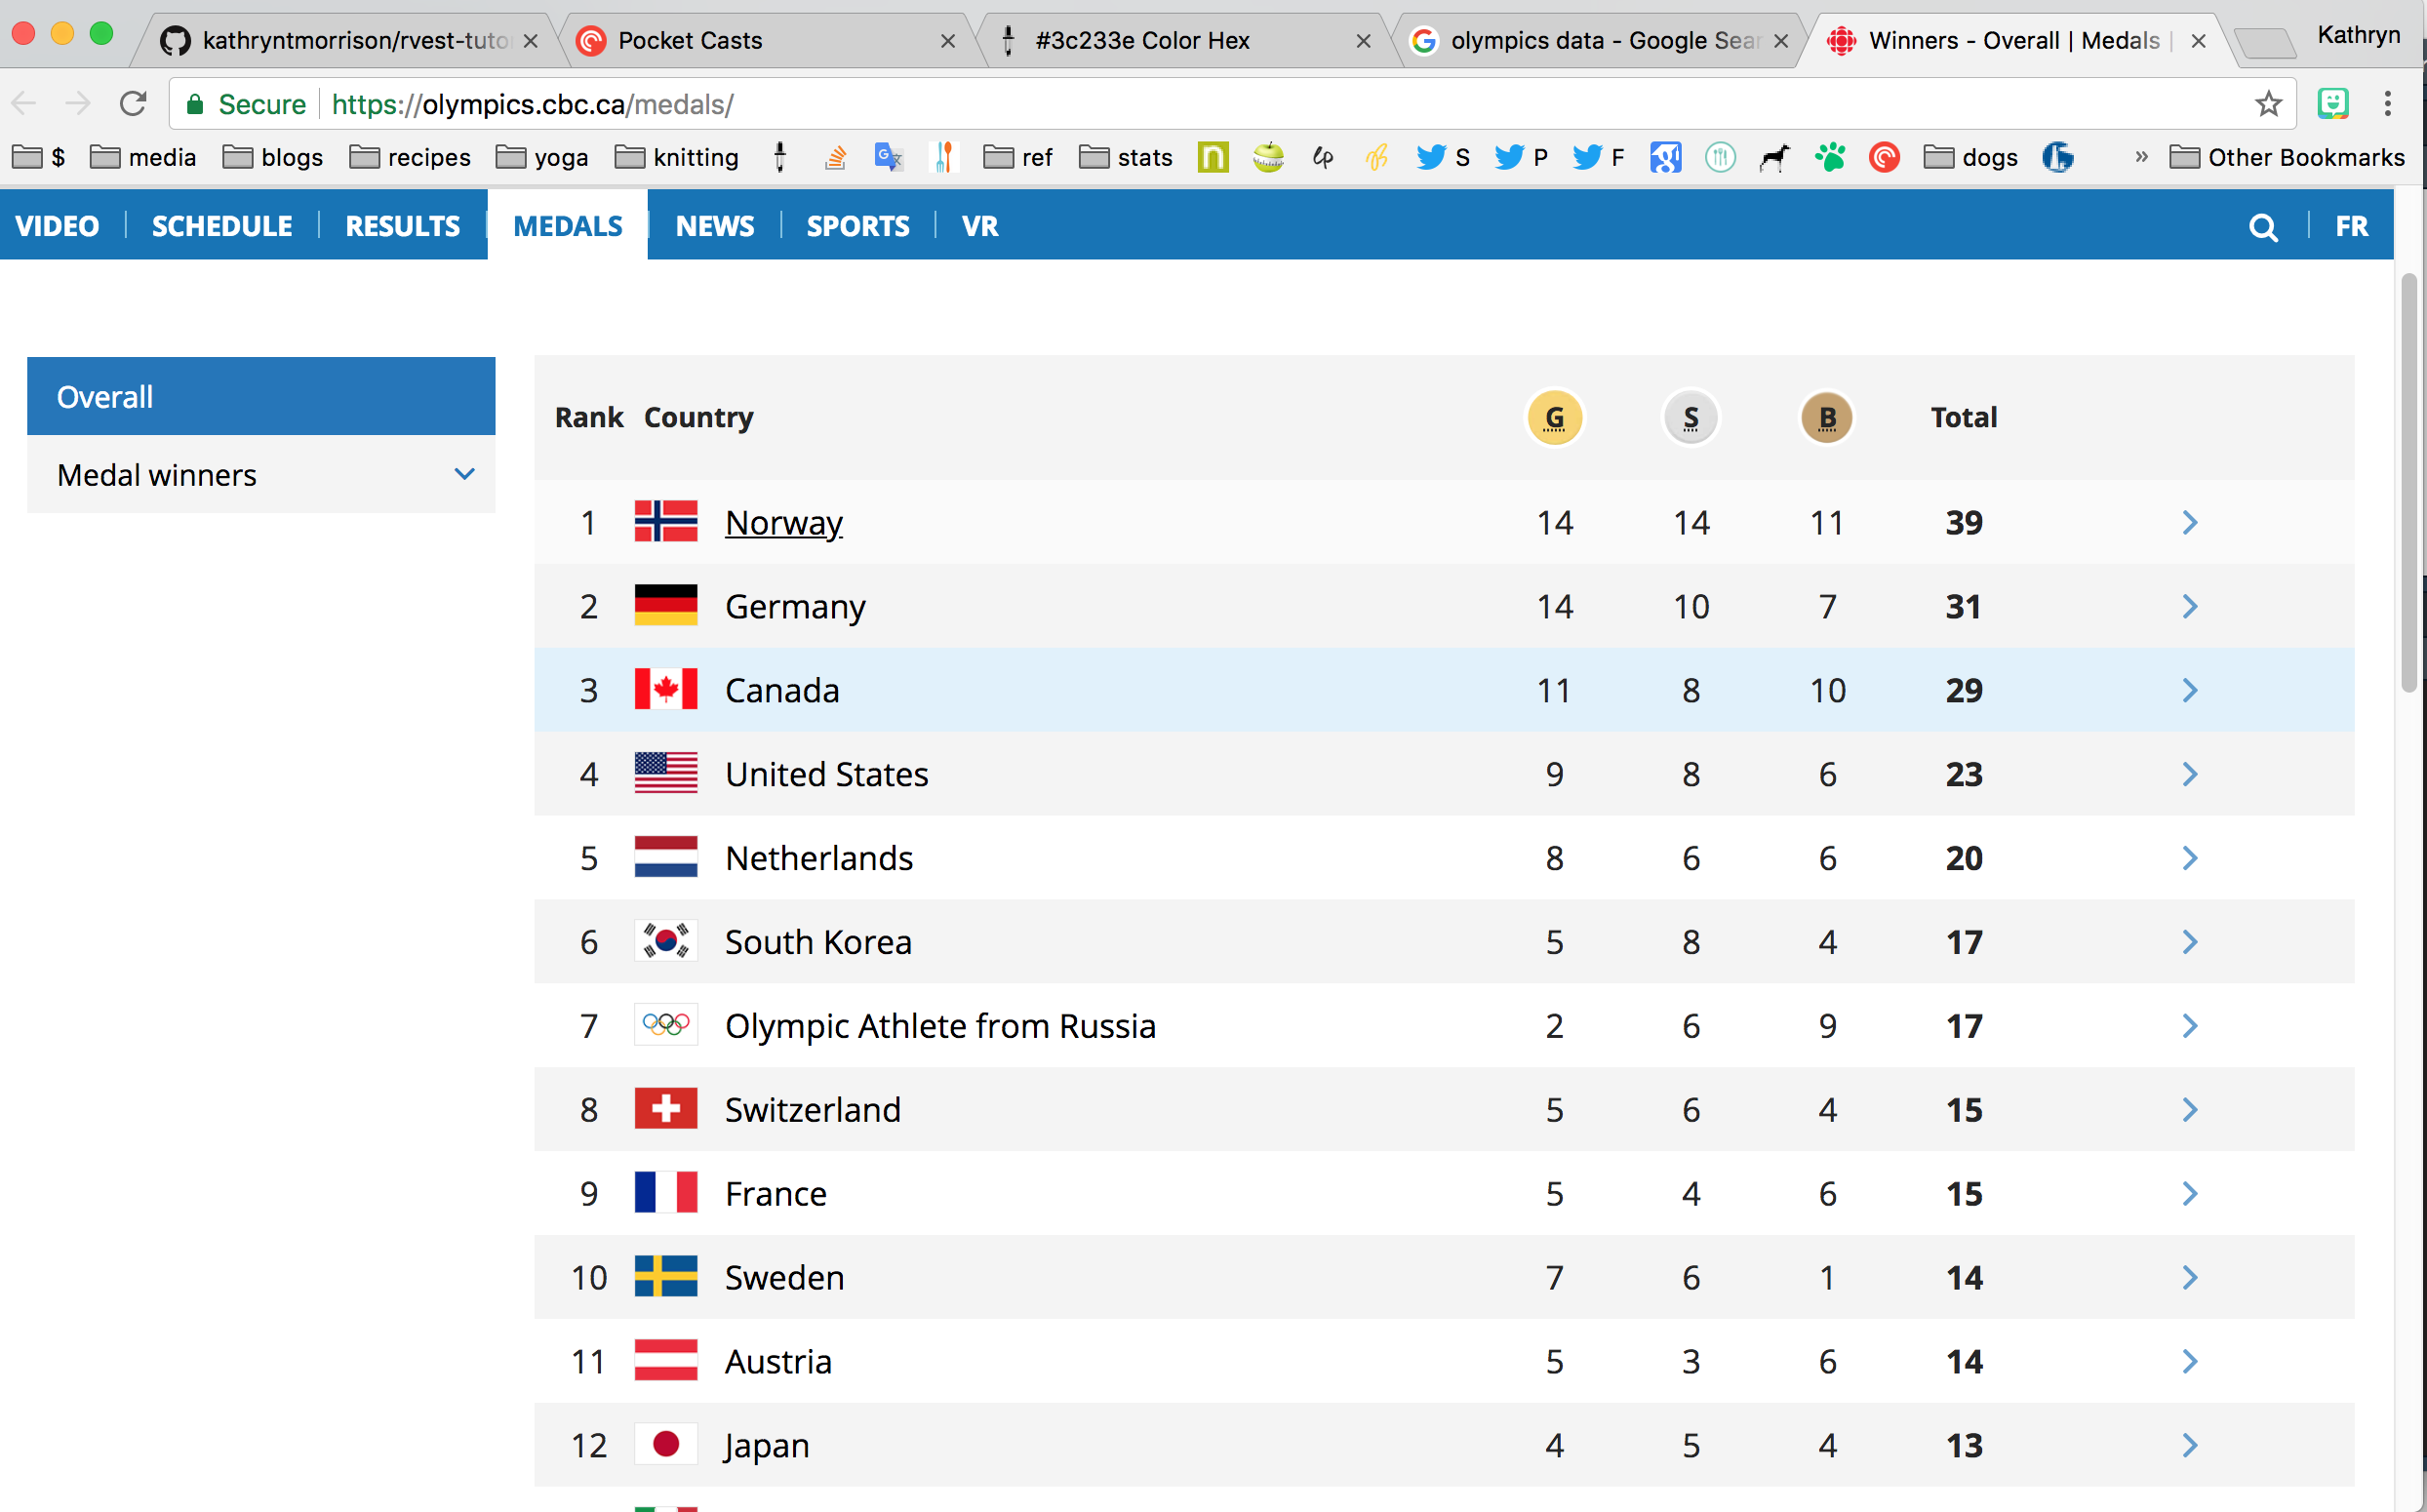 kathryntmorrison/rvest-tuto
Pocket Casts
#3c233e Color Hex
olympics data - Google Sear
Winners - Overall | Medals |
Kathryn
Secure https://olympics.cbc.ca/medals/
$ media blogs recipes yoga knitting ref stats n lp S P F g dogs » Other Bookmarks
VIDEO SCHEDULE RESULTS MEDALS NEWS SPORTS VR FR
Overall
Medal winners
Rank Country G S B Total
1 Norway 14 14 11 39
2 Germany 14 10 7 31
3 Canada 11 8 10 29
4 United States 9 8 6 23
5 Netherlands 8 6 6 20
6 South Korea 5 8 4 17
7 Olympic Athlete from Russia 2 6 9 17
8 Switzerland 5 6 4 15
9 France 5 4 6 15
10 Sweden 7 6 1 14
11 Austria 5 3 6 14
12 Japan 4 5 4 13